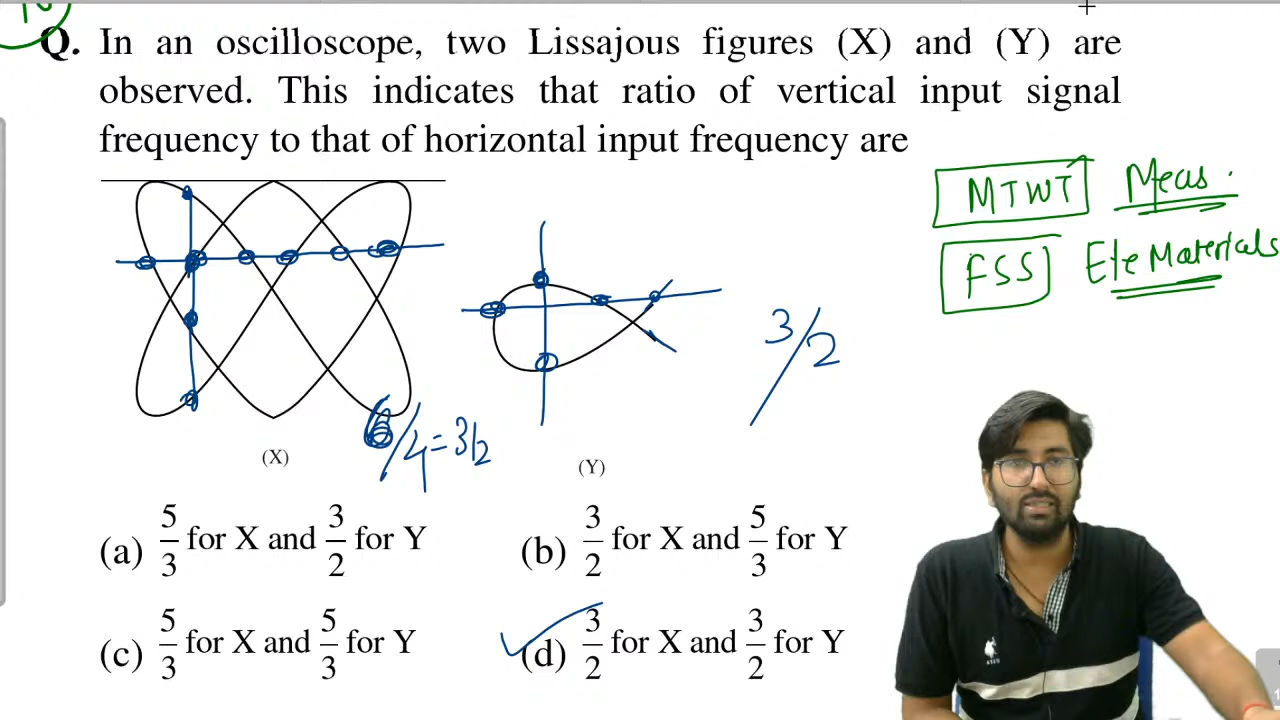 Q. In an oscilloscope, two Lissajous figures (X) and (Y) are
observed. This indicates that ratio of vertical input signal
frequency to that of horizontal input frequency are
MTWT Meas.
FSS Ele Materials
3/2
6/4 = 3/2
(X)
(Y)
(a) 5/3 for X and 3/2 for Y
(b) 3/2 for X and 5/3 for Y
(c) 5/3 for X and 5/3 for Y
(d) 3/2 for X and 3/2 for Y